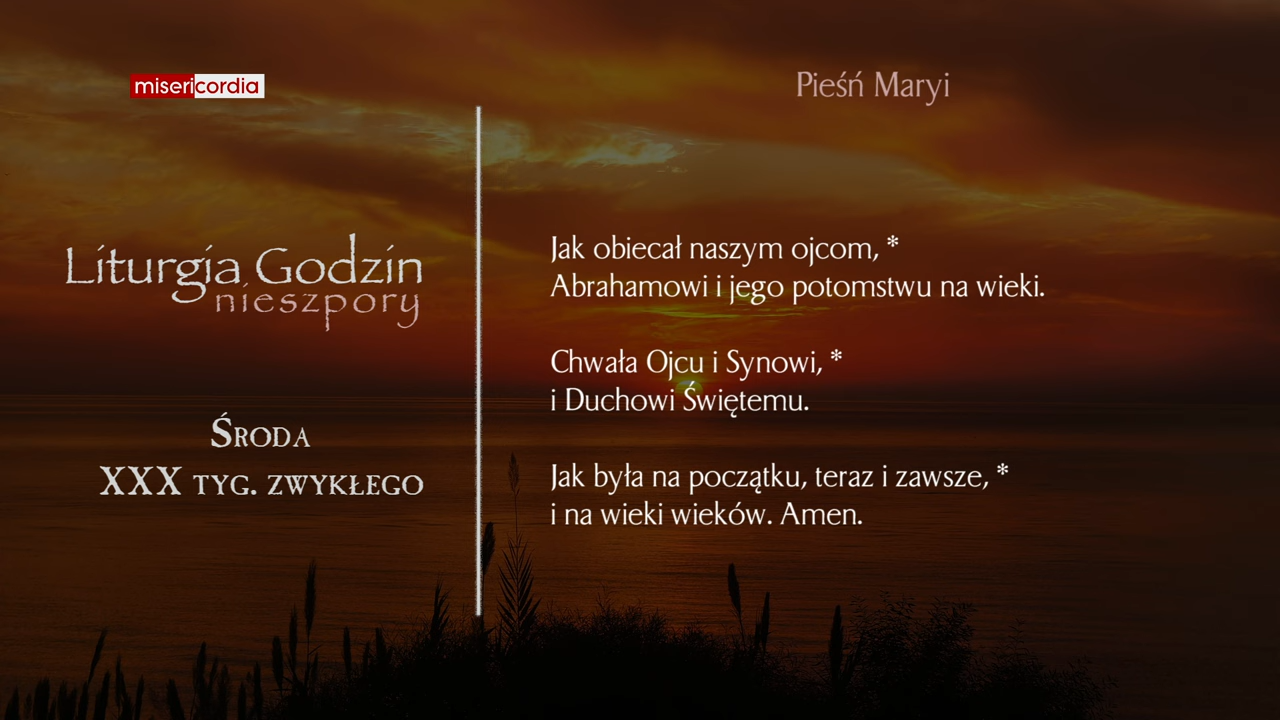 misericordia
Pieśń Maryi
Liturgia Godzin
nieszpory
Środa
XXX tyg. zwykłego
Jak obiecał naszym ojcom, *
Abrahamowi i jego potomstwu na wieki.
Chwała Ojcu i Synowi, *
i Duchowi Świętemu.
Jak była na początku, teraz i zawsze, *
i na wieki wieków. Amen.